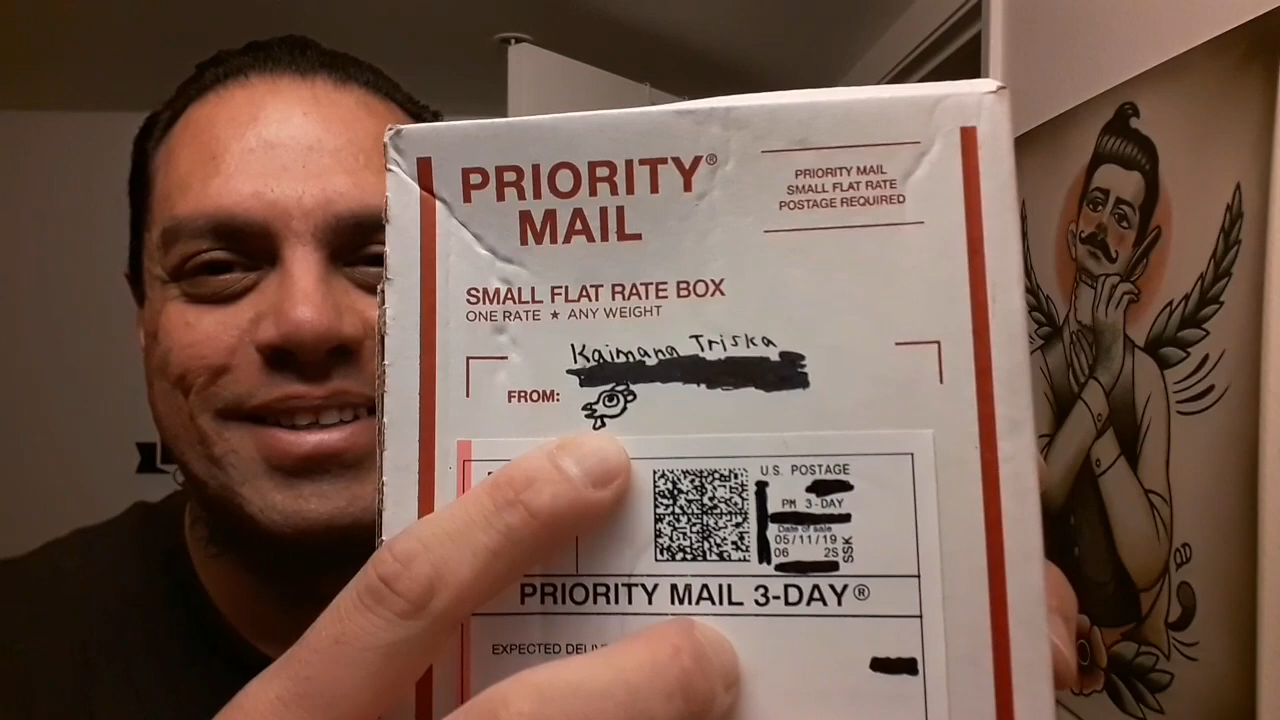 PRIORITY®
MAIL
PRIORITY MAIL
SMALL FLAT RATE
POSTAGE REQUIRED
SMALL FLAT RATE BOX
ONE RATE ★ ANY WEIGHT
Kaimana Triska
FROM:
U.S. POSTAGE
PM 3-DAY
Date of sale
05/11/19
06 2S
SSK
PRIORITY MAIL 3-DAY®
EXPECTED